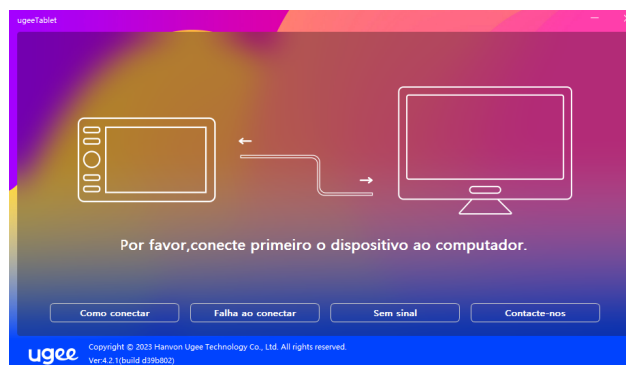 ugeeTablet
Por favor,conecte primeiro o dispositivo ao computador.
Como conectar
Falha ao conectar
Sem sinal
Contacte-nos
ugee
Copyright © 2023 Hanvon Ugee Technology Co., Ltd. All rights reserved.
Ver:4.2.1(build d39b802)